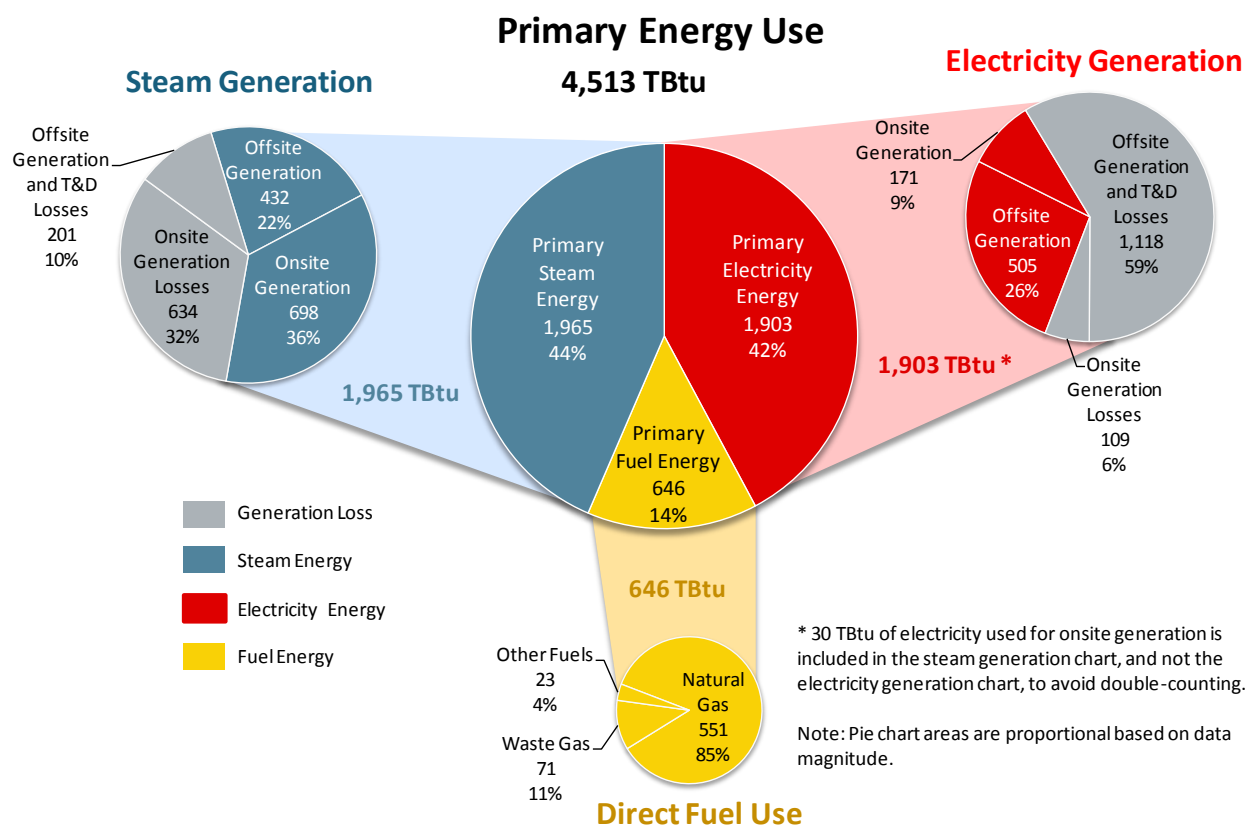 Primary Energy Use
4,513 TBtu
Steam Generation
Electricity Generation
Offsite
Generation
and T&D
Losses
201
10%
Offsite
Generation
432
22%
Onsite
Generation
Losses
634
32%
Onsite
Generation
698
36%
1,965 TBtu
Primary
Steam
Energy
1,965
44%
Primary
Electricity
Energy
1,903
42%
Primary
Fuel Energy
646
14%
Onsite
Generation
171
9%
Offsite
Generation
and T&D
Losses
1,118
59%
Offsite
Generation
505
26%
1,903 TBtu *
Onsite
Generation
Losses
109
6%
Generation Loss
Steam Energy
Electricity Energy
Fuel Energy
646 TBtu
Other Fuels
23
4%
Waste Gas
71
11%
Natural
Gas
551
85%
Direct Fuel Use
* 30 TBtu of electricity used for onsite generation is
included in the steam generation chart, and not the
electricity generation chart, to avoid double-counting.
Note: Pie chart areas are proportional based on data
magnitude.